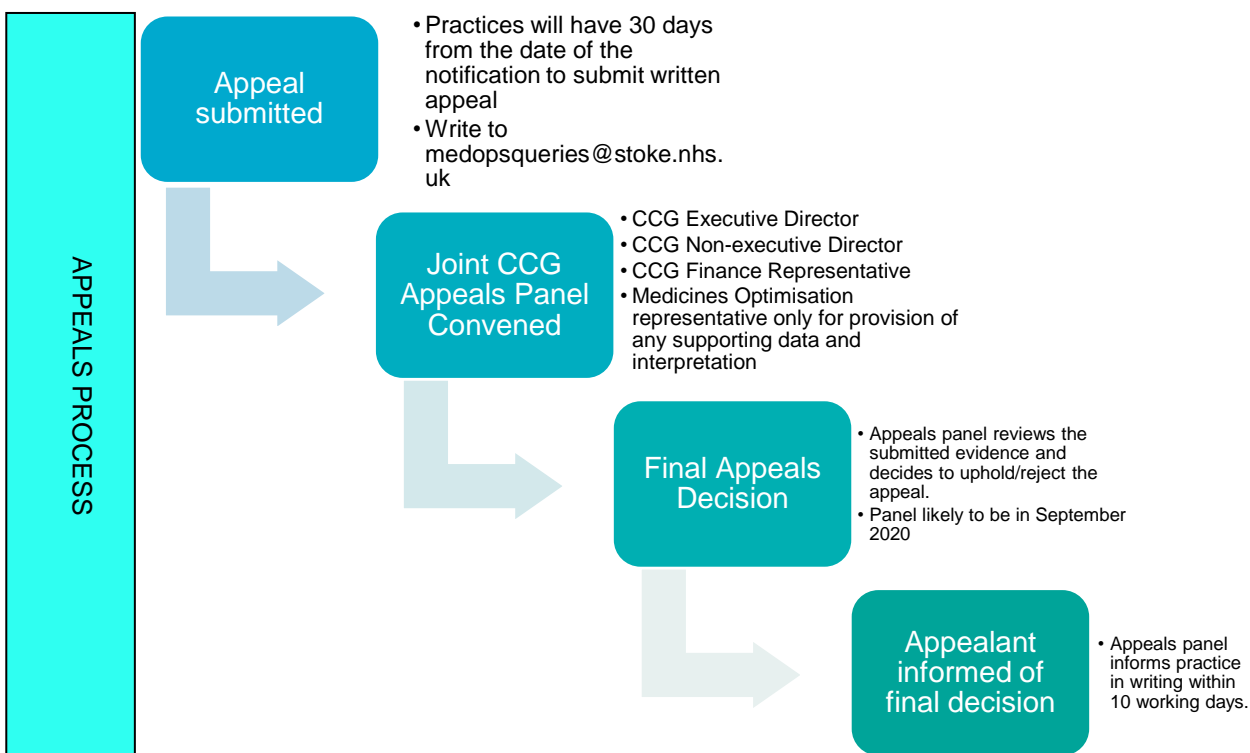 APPEALS PROCESS
Appeal
submitted
• Practices will have 30 days
from the date of the
notification to submit written
appeal
• Write to
medopsqueries@stoke.nhs.
uk
Joint CCG
Appeals Panel
Convened
• CCG Executive Director
• CCG Non-executive Director
• CCG Finance Representative
• Medicines Optimisation
representative only for provision of
any supporting data and
interpretation
Final Appeals
Decision
• Appeals panel reviews the
submitted evidence and
decides to uphold/reject the
appeal.
• Panel likely to be in September
2020
Appealant
informed of
final decision
• Appeals panel
informs practice
in writing within
10 working days.